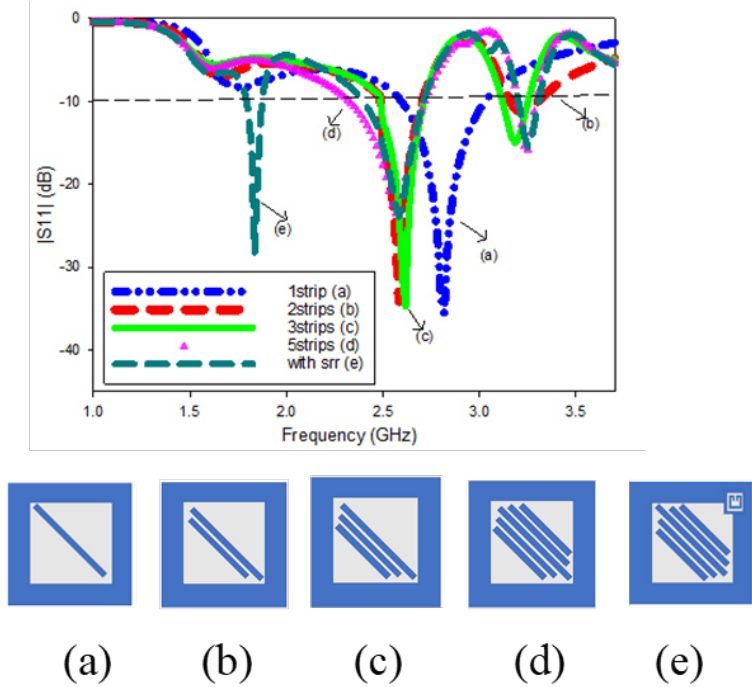 0
-10
-20
-30
-40
|S11| (dB)
(d)
(b)
(e)
(a)
(c)
1strip (a)
2strips (b)
3strips (c)
5strips (d)
with srr (e)
1.0 1.5 2.0 2.5 3.0 3.5
Frequency (GHz)
(a) (b) (c) (d) (e)